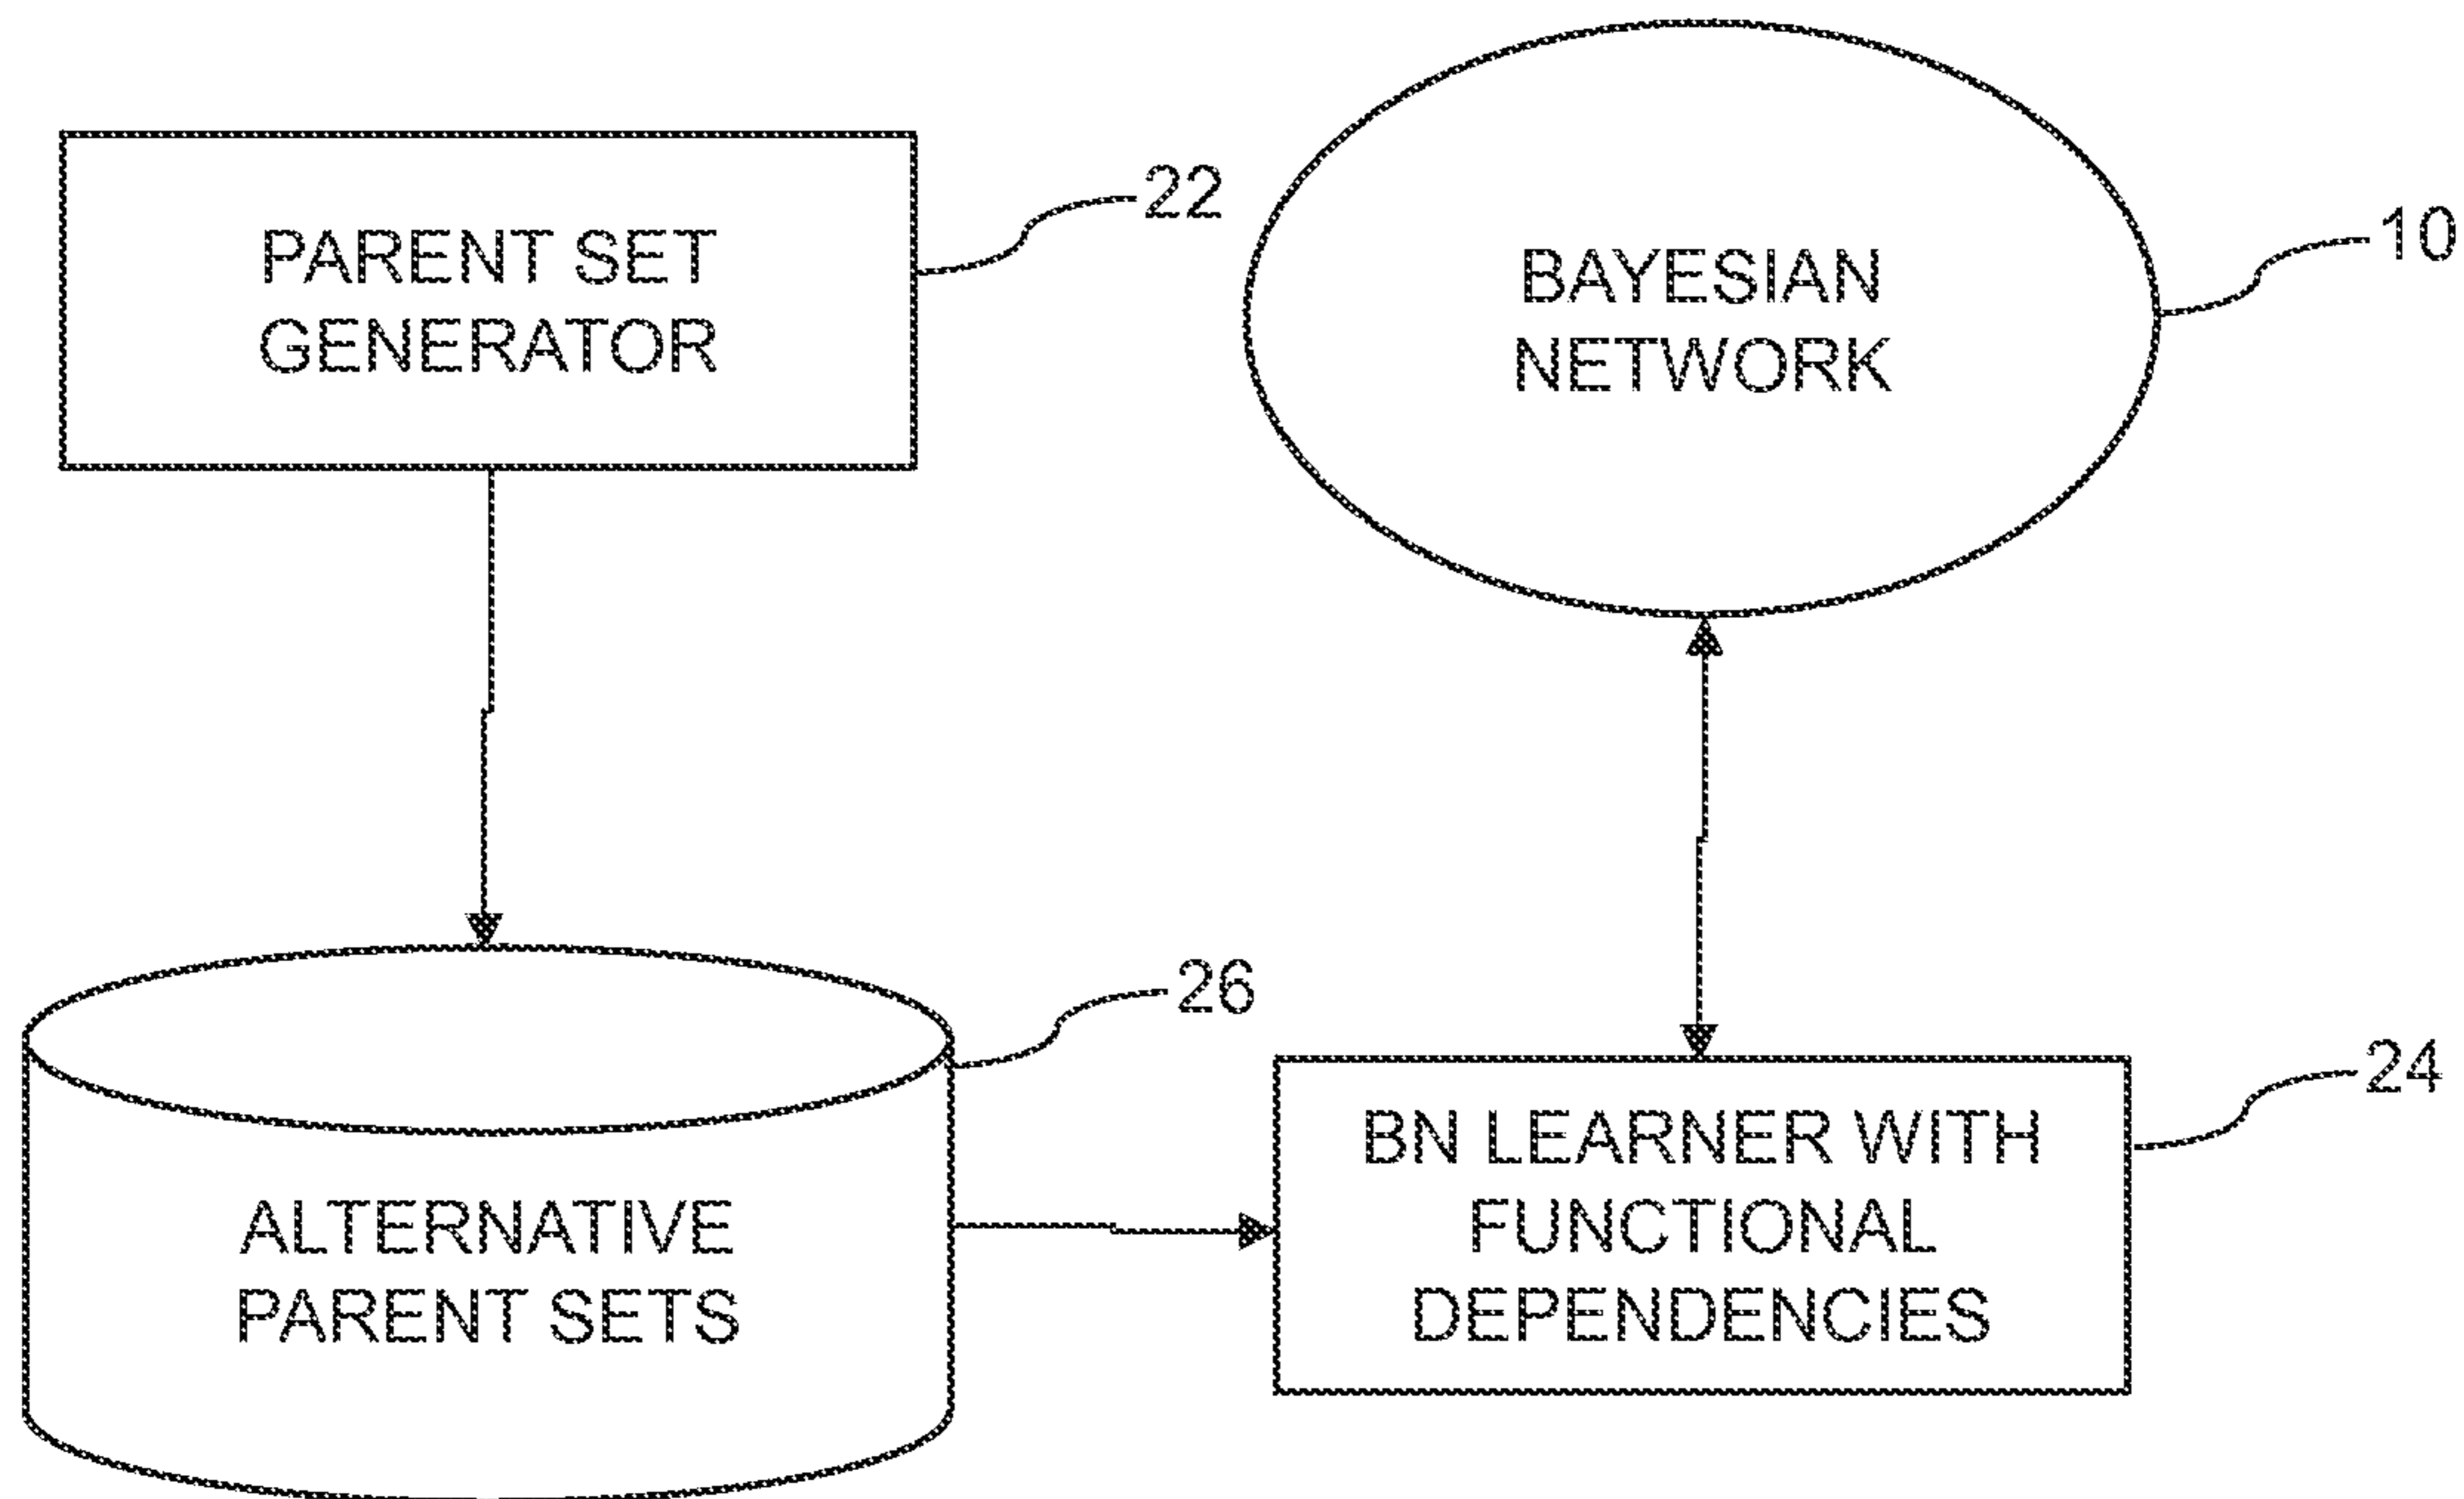 PARENT SET
GENERATOR
22
BAYESIAN
NETWORK
10
ALTERNATIVE
PARENT SETS
26
BN LEARNER WITH
FUNCTIONAL
DEPENDENCIES
24